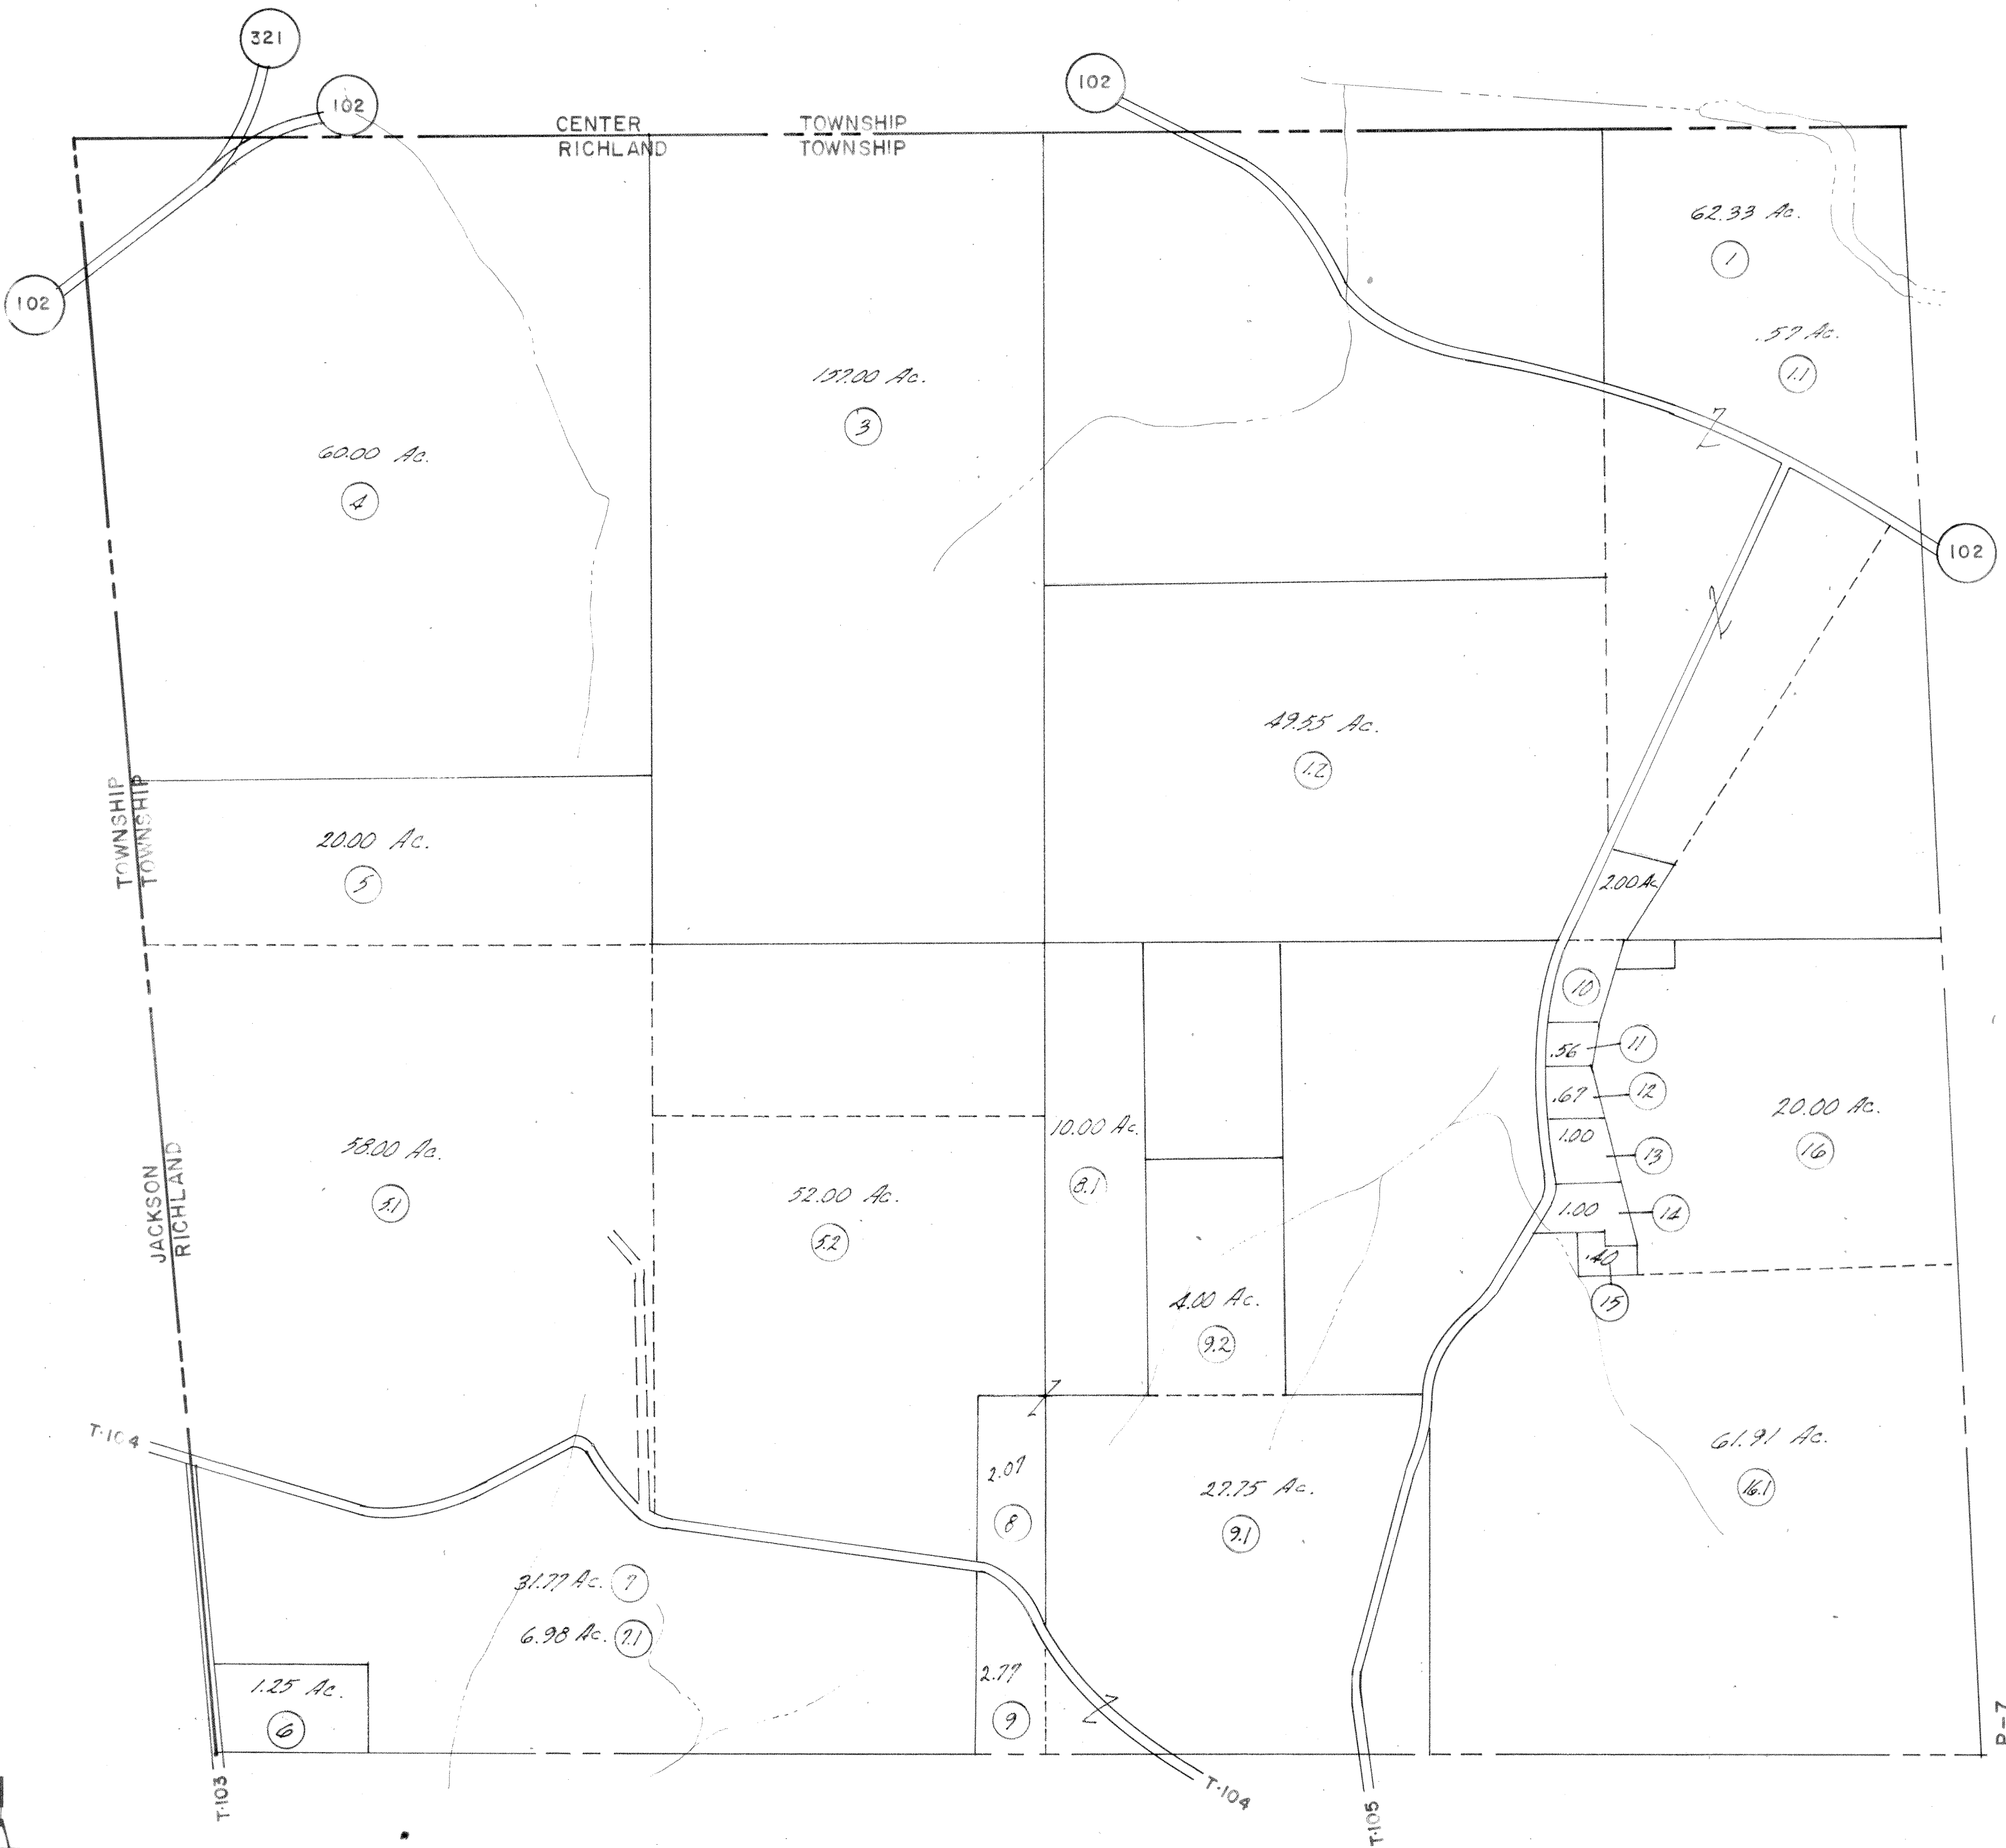 321
102
102
CENTER TOWNSHIP
RICHLAND TOWNSHIP
62.33 Ac.
1
102
.57 Ac.
1.1
157.00 Ac.
3
60.00 Ac.
4
102
49.55 Ac.
1.2
TOWNSHIP
TOWNSHIP
20.00 Ac.
5
2.00 Ac
10
.56
11
.67
12
1.00
13
1.00
14
.40
15
20.00 Ac.
16
10.00 Ac.
8.1
58.00 Ac.
5.1
52.00 Ac.
5.2
JACKSON
RICHLAND
4.00 Ac.
9.2
T-104
2.07
8
27.75 Ac.
9.1
61.91 Ac.
16.1
31.77 Ac. 7
6.98 Ac. 7.1
1.25 Ac.
6
2.77
9
T-103
T-104
T-105